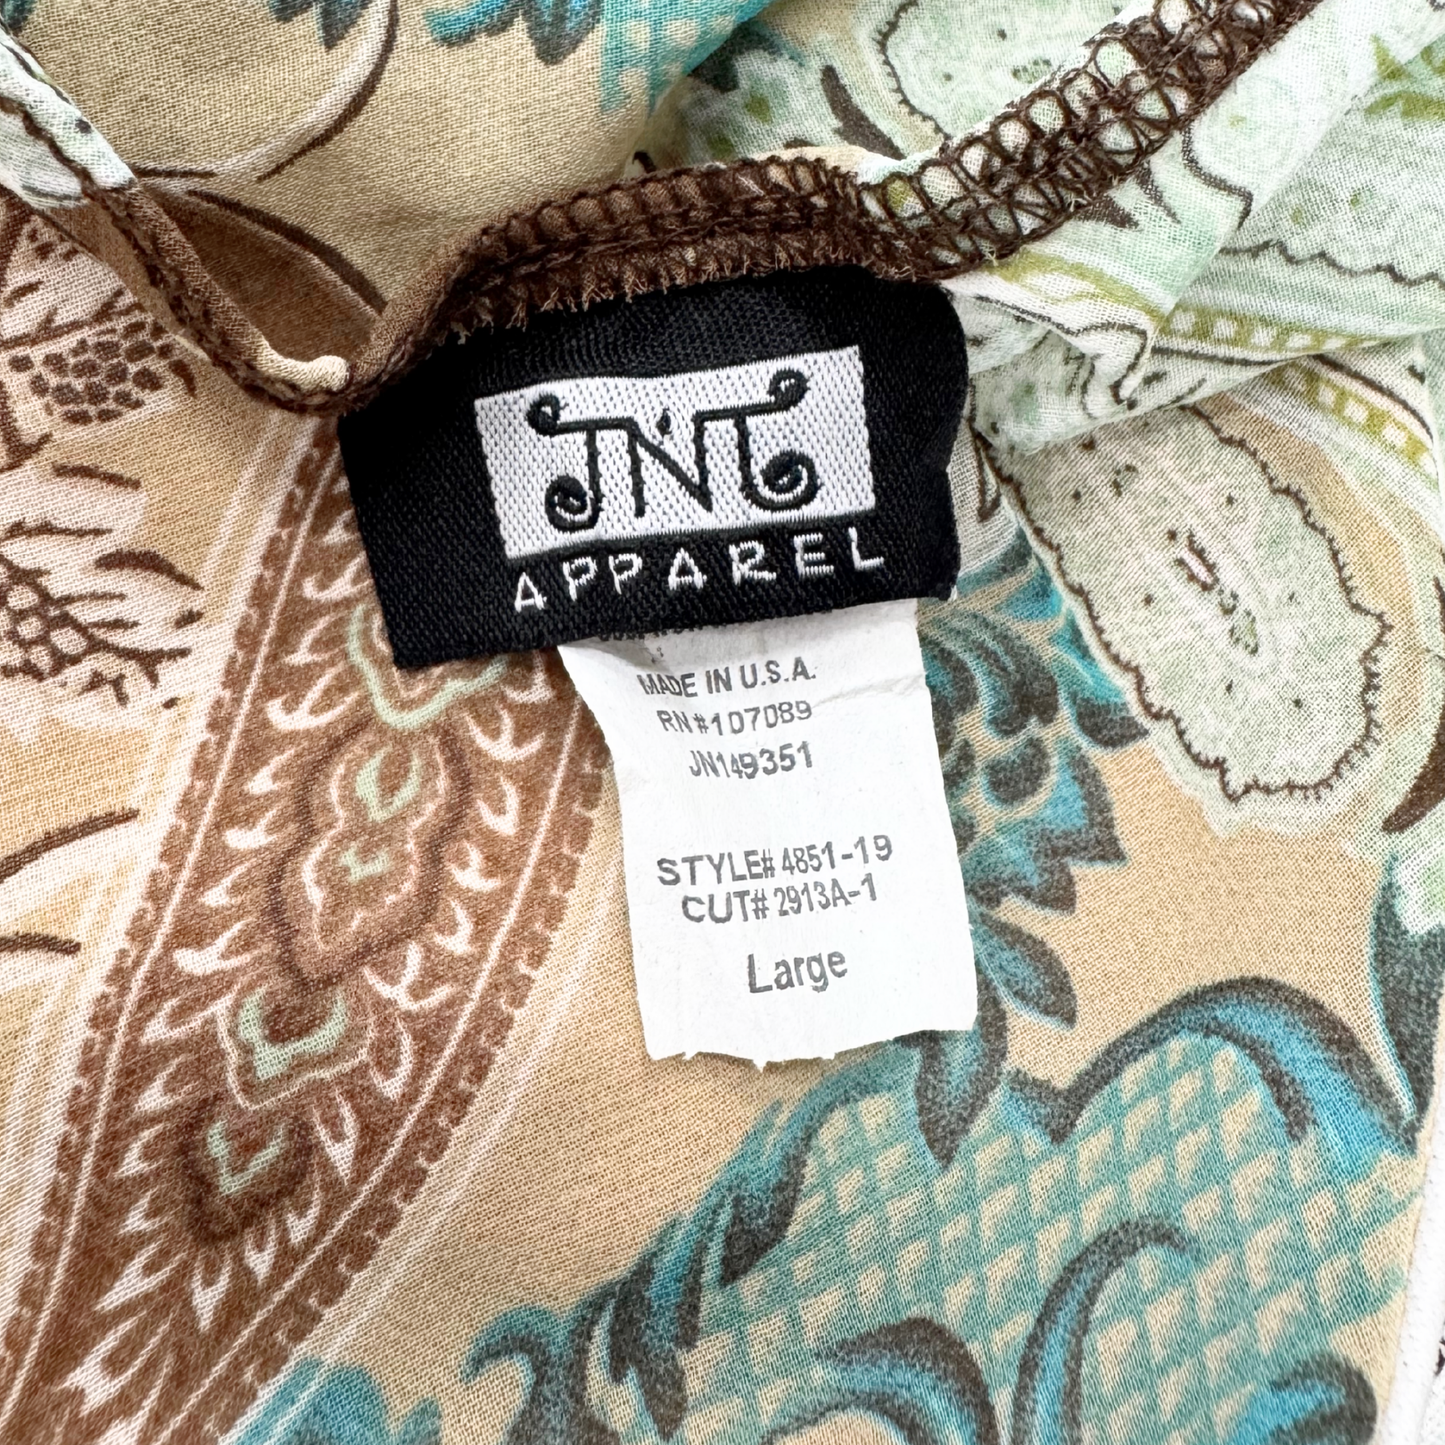 JNT
APPAREL
MADE IN U.S.A.
RN#107089
JN149351
STYLE# 4851-19
CUT# 2913A-1
Large